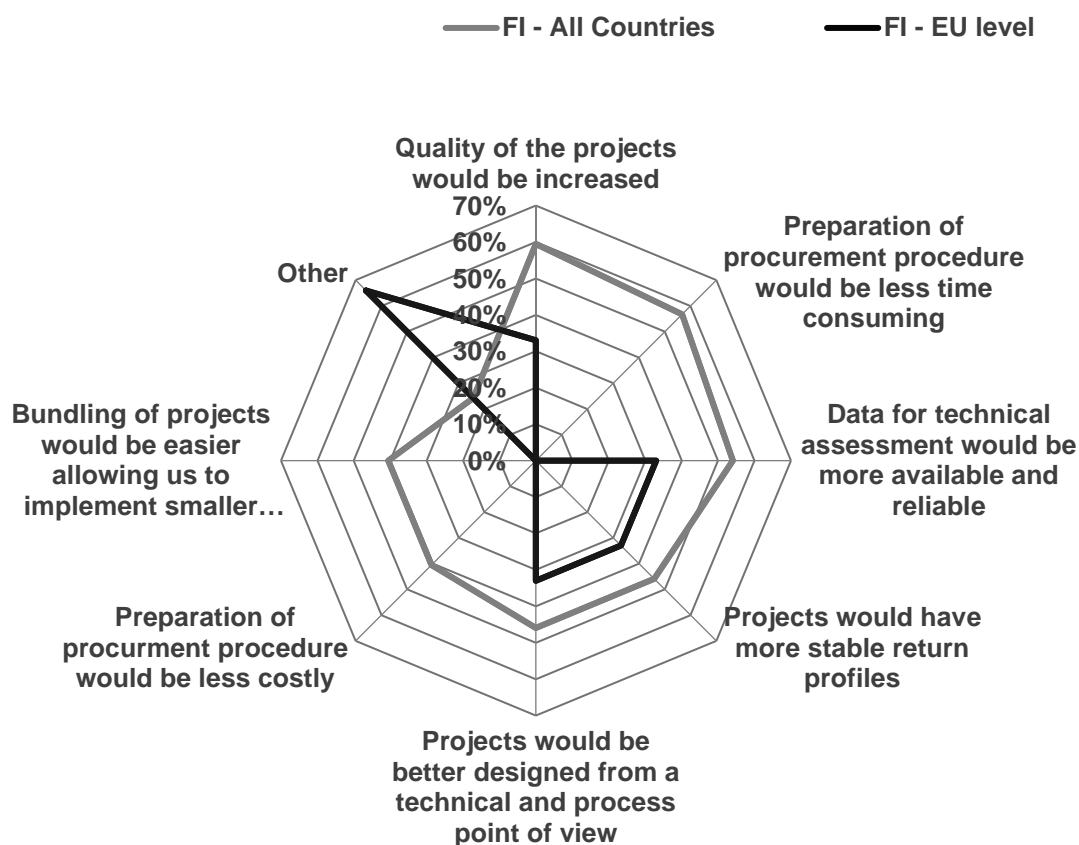 FI - All Countries
FI - EU level
Quality of the projects
would be increased
70%
60%
50%
40%
30%
20%
10%
0%
Preparation of
procurement procedure
would be less time
consuming
Data for technical
assessment would be
more available and
reliable
Projects would have
more stable return
profiles
Projects would be
better designed from a
technical and process
point of view
Preparation of
procurment procedure
would be less costly
Bundling of projects
would be easier
allowing us to
implement smaller…
Other